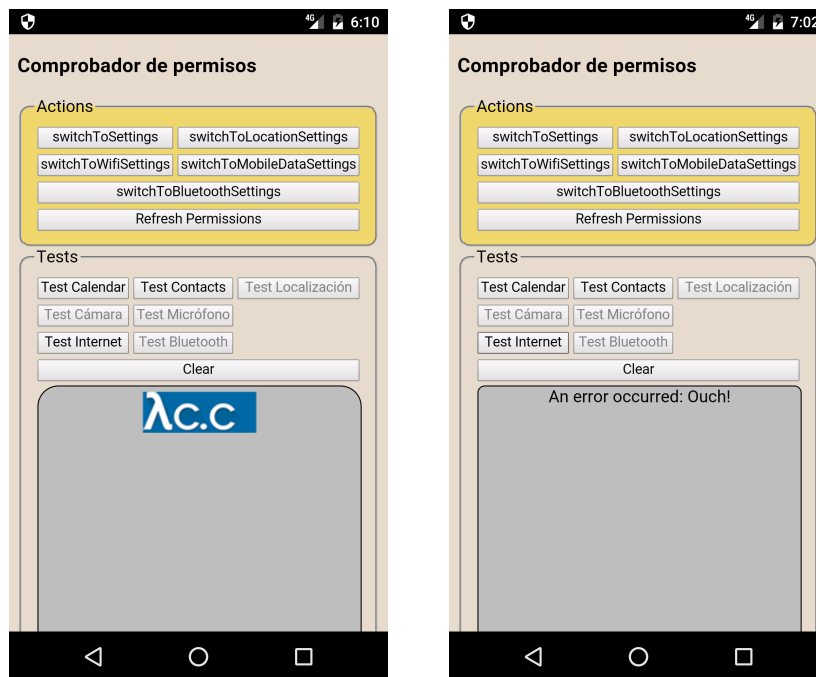 4G 6:10
Comprobador de permisos
Actions
switchToSettings switchToLocationSettings
switchToWifiSettings switchToMobileDataSettings
switchToBluetoothSettings
Refresh Permissions
Tests
Test Calendar Test Contacts Test Localización
Test Cámara Test Micrófono
Test Internet Test Bluetooth
Clear
λc.c
4G 7:02
Comprobador de permisos
Actions
switchToSettings switchToLocationSettings
switchToWifiSettings switchToMobileDataSettings
switchToBluetoothSettings
Refresh Permissions
Tests
Test Calendar Test Contacts Test Localización
Test Cámara Test Micrófono
Test Internet Test Bluetooth
Clear
An error occurred: Ouch!